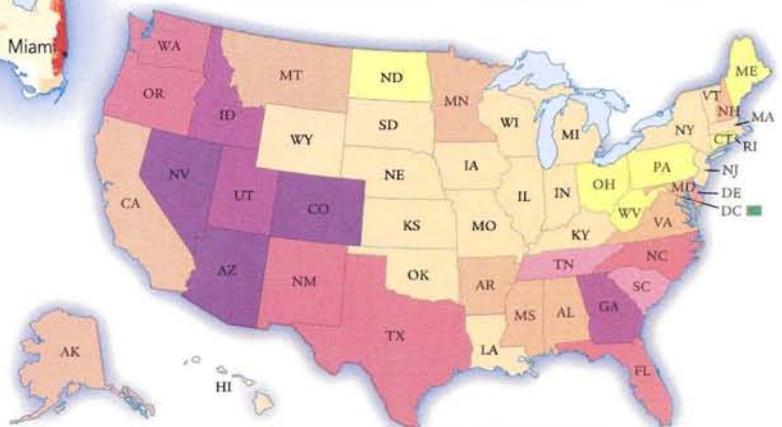 Miami
WA
OR
ID
MT
ND
MN
WY
SD
WI
MI
NY
VT
NH
ME
MA
CT
RI
NV
UT
CO
CA
NE
IA
IL
IN
OH
PA
NJ
MD
DE
DC
WV
VA
KS
MO
KY
AZ
NM
OK
AR
TN
NC
SC
TX
LA
MS
AL
GA
FL
AK
HI